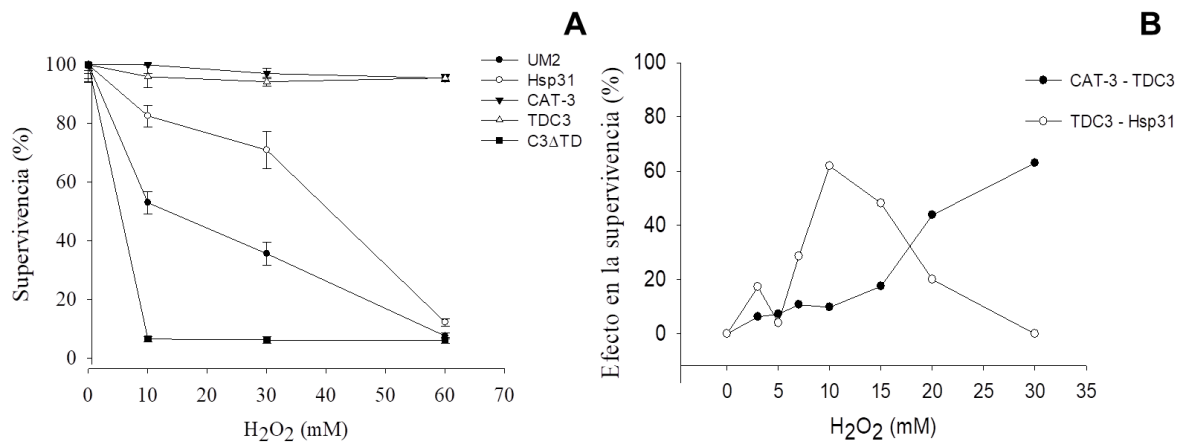 A
Supervivencia (%)
100
80
60
40
20
0
0 10 20 30 40 50 60 70
H₂O₂ (mM)
UM2
Hsp31
CAT-3
TDC3
C3ΔTD
B
Efecto en la supervivencia (%)
100
80
60
40
20
0
0 5 10 15 20 25 30 35
H₂O₂ (mM)
CAT-3 - TDC3
TDC3 - Hsp31